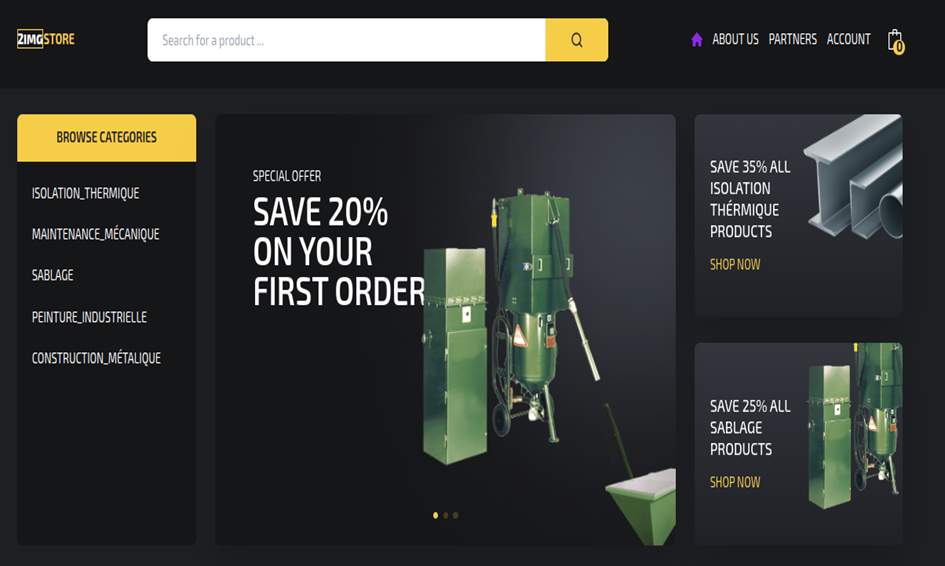 2IMGSTORE
Search for a product ...
ABOUT US
PARTNERS
ACCOUNT
0
BROWSE CATEGORIES
ISOLATION_THERMIQUE
MAINTENANCE_MÉCANIQUE
SABLAGE
PEINTURE_INDUSTRIELLE
CONSTRUCTION_MÉTALIQUE
SPECIAL OFFER
SAVE 20%
ON YOUR
FIRST ORDER
SAVE 35% ALL
ISOLATION
THÉRMIQUE
PRODUCTS
SHOP NOW
SAVE 25% ALL
SABLAGE
PRODUCTS
SHOP NOW